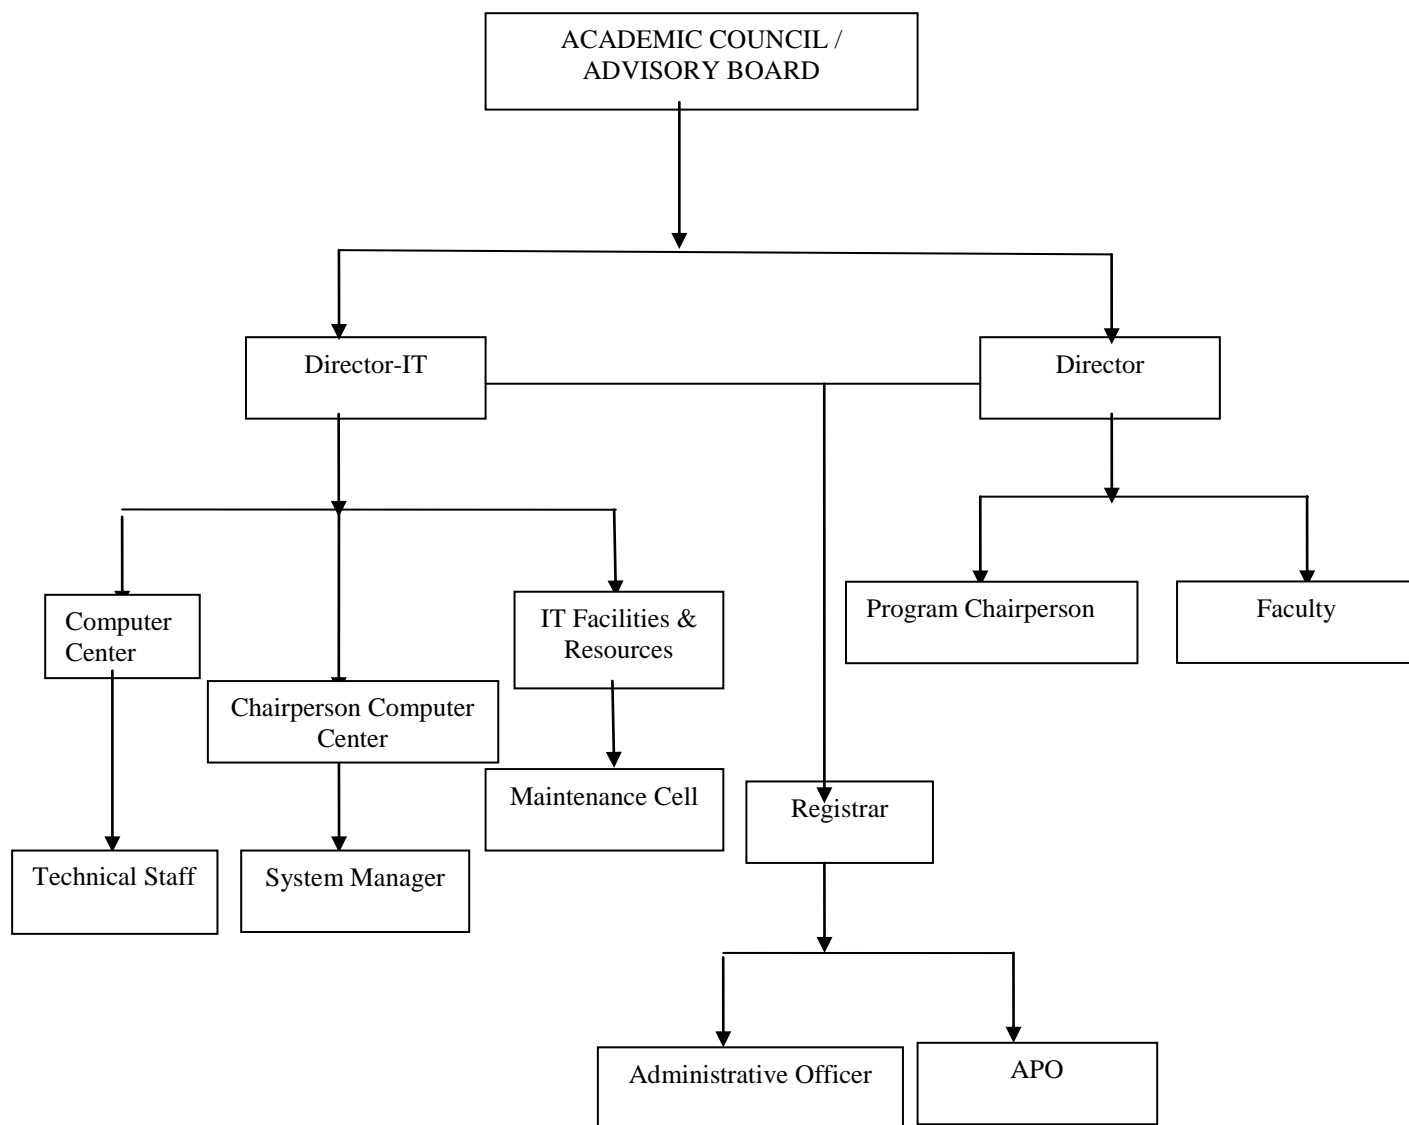 ACADEMIC COUNCIL /
ADVISORY BOARD
Director-IT
Director
Computer
Center
IT Facilities &
Resources
Program Chairperson
Faculty
Chairperson Computer
Center
Maintenance Cell
Registrar
Technical Staff
System Manager
Administrative Officer
APO